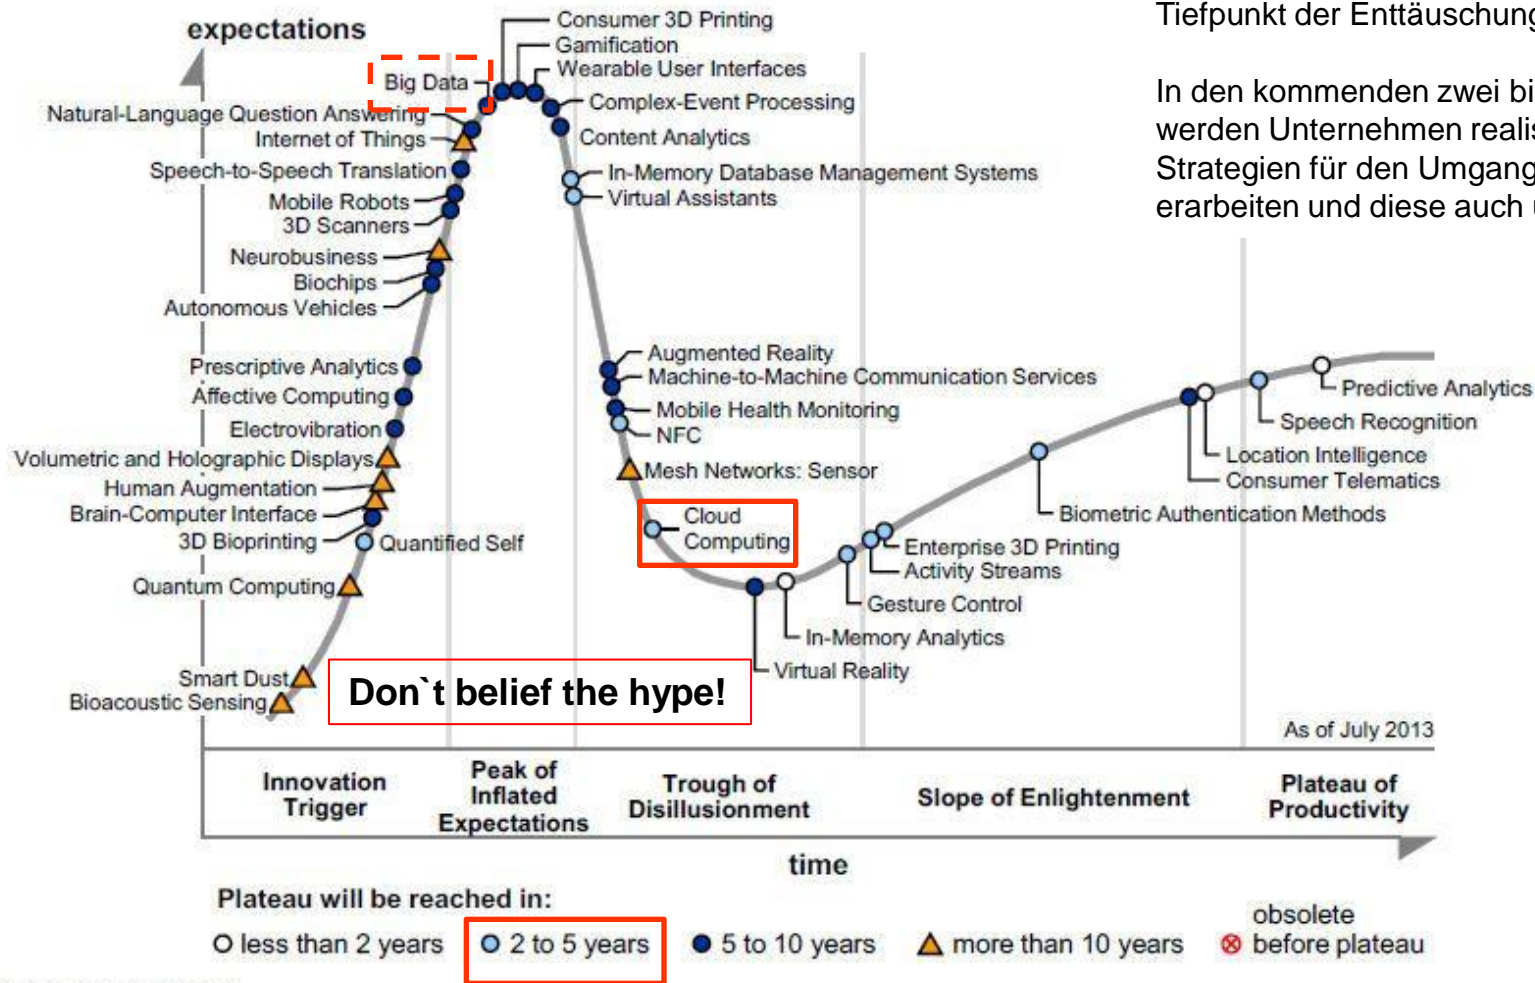 expectations
Tiefpunkt der Enttäuschung
In den kommenden zwei
werden Unternehmen
Strategien für den Umgang
erarbeiten und diese auch
Consumer 3D Printing
Gamification
Wearable User Interfaces
Complex-Event Processing
Content Analytics
In-Memory Database Management Systems
Virtual Assistants
Big Data
Natural-Language Question Answering
Internet of Things
Speech-to-Speech Translation
Mobile Robots
3D Scanners
Neurobusiness
Biochips
Autonomous Vehicles
Prescriptive Analytics
Affective Computing
Electrovibration
Volumetric and Holographic Displays
Human Augmentation
Brain-Computer Interface
3D Bioprinting
Quantified Self
Quantum Computing
Smart Dust
Bioacoustic Sensing
Augmented Reality
Machine-to-Machine Communication Services
Mobile Health Monitoring
NFC
Mesh Networks: Sensor
Cloud
Computing
Predictive Analytics
Speech Recognition
Location Intelligence
Consumer Telematics
Biometric Authentication Methods
Enterprise 3D Printing
Activity Streams
Gesture Control
In-Memory Analytics
Virtual Reality
Don`t belief the hype!
As of July 2013
Innovation
Trigger
Peak of
Inflated
Expectations
Trough of
Disillusionment
Slope of Enlightenment
Plateau of
Productivity
time
Plateau will be reached in:
less than 2 years
2 to 5 years
5 to 10 years
more than 10 years
obsolete
before plateau